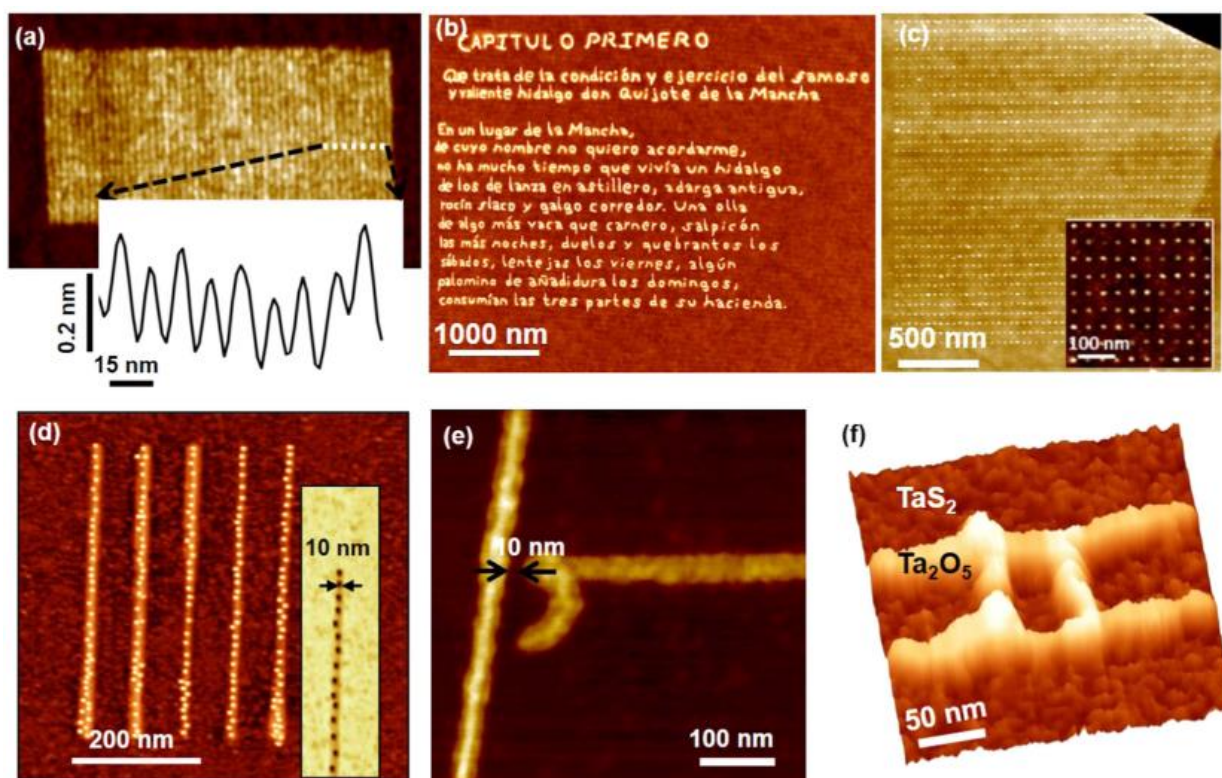 (a)
0.2 nm
15 nm
(b)
CAPITULO PRIMERO
Que trata de la condición y ejercicio del famoso
y valiente hidalgo don Quijote de la Mancha
En un lugar de la Mancha,
de cuyo nombre no quiero acordarme,
no ha mucho tiempo que vivía un hidalgo
de los de lanza en astillero, adarga antigua,
rocín flaco y galgo corredor. Una olla
de algo más vaca que carnero, salpicón
las más noches, duelos y quebrantos los
sábados, lentejas los viernes, algún
palomino de añadidura los domingos,
consumían las tres partes de su hacienda.
1000 nm
(c)
500 nm
100 nm
(d)
10 nm
200 nm
(e)
10 nm
100 nm
(f)
TaS₂
Ta₂O₅
50 nm